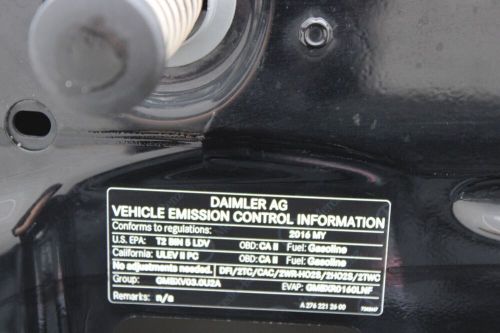 DAIMLER AG
VEHICLE EMISSION CONTROL INFORMATION
Conforms to regulations: 2016 MY
U.S. EPA: T2 BIN 5 LDV OBD: CA II Fuel: Gasoline
California: ULEV II PC OBD: CA II Fuel: Gasoline
No adjustments needed. DFI/2TC/CAC/2WR-HO2S/2HO2S/2TWC
Group: GMBXV03.0U2A EVAP: GMBXR0160LNF
Remarks: n/a A 276 221 26 00